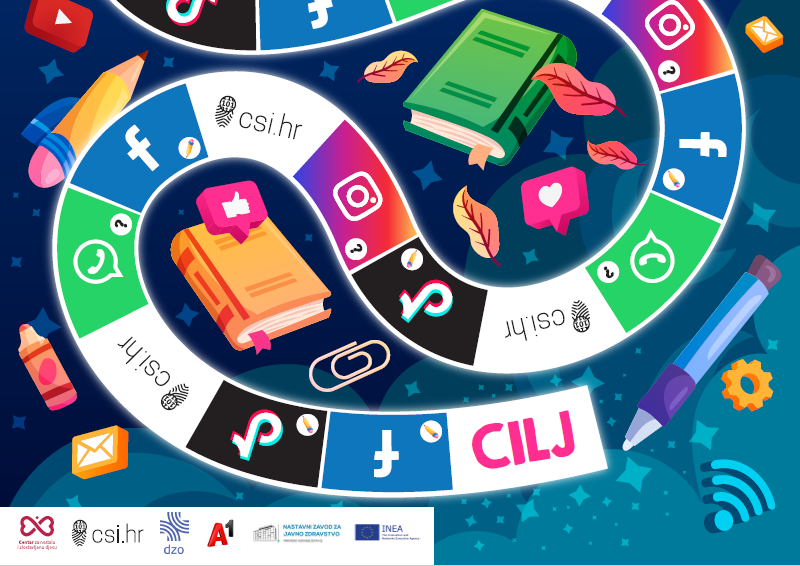 csi.hr
?
?
?
?
csi.hr
csi.hr
CILJ
Centar za nestalu
i zlostavljanu djecu
csi.hr
dzo
A1
NASTAVNI ZAVOD ZA
JAVNO ZDRAVSTVO
INEA